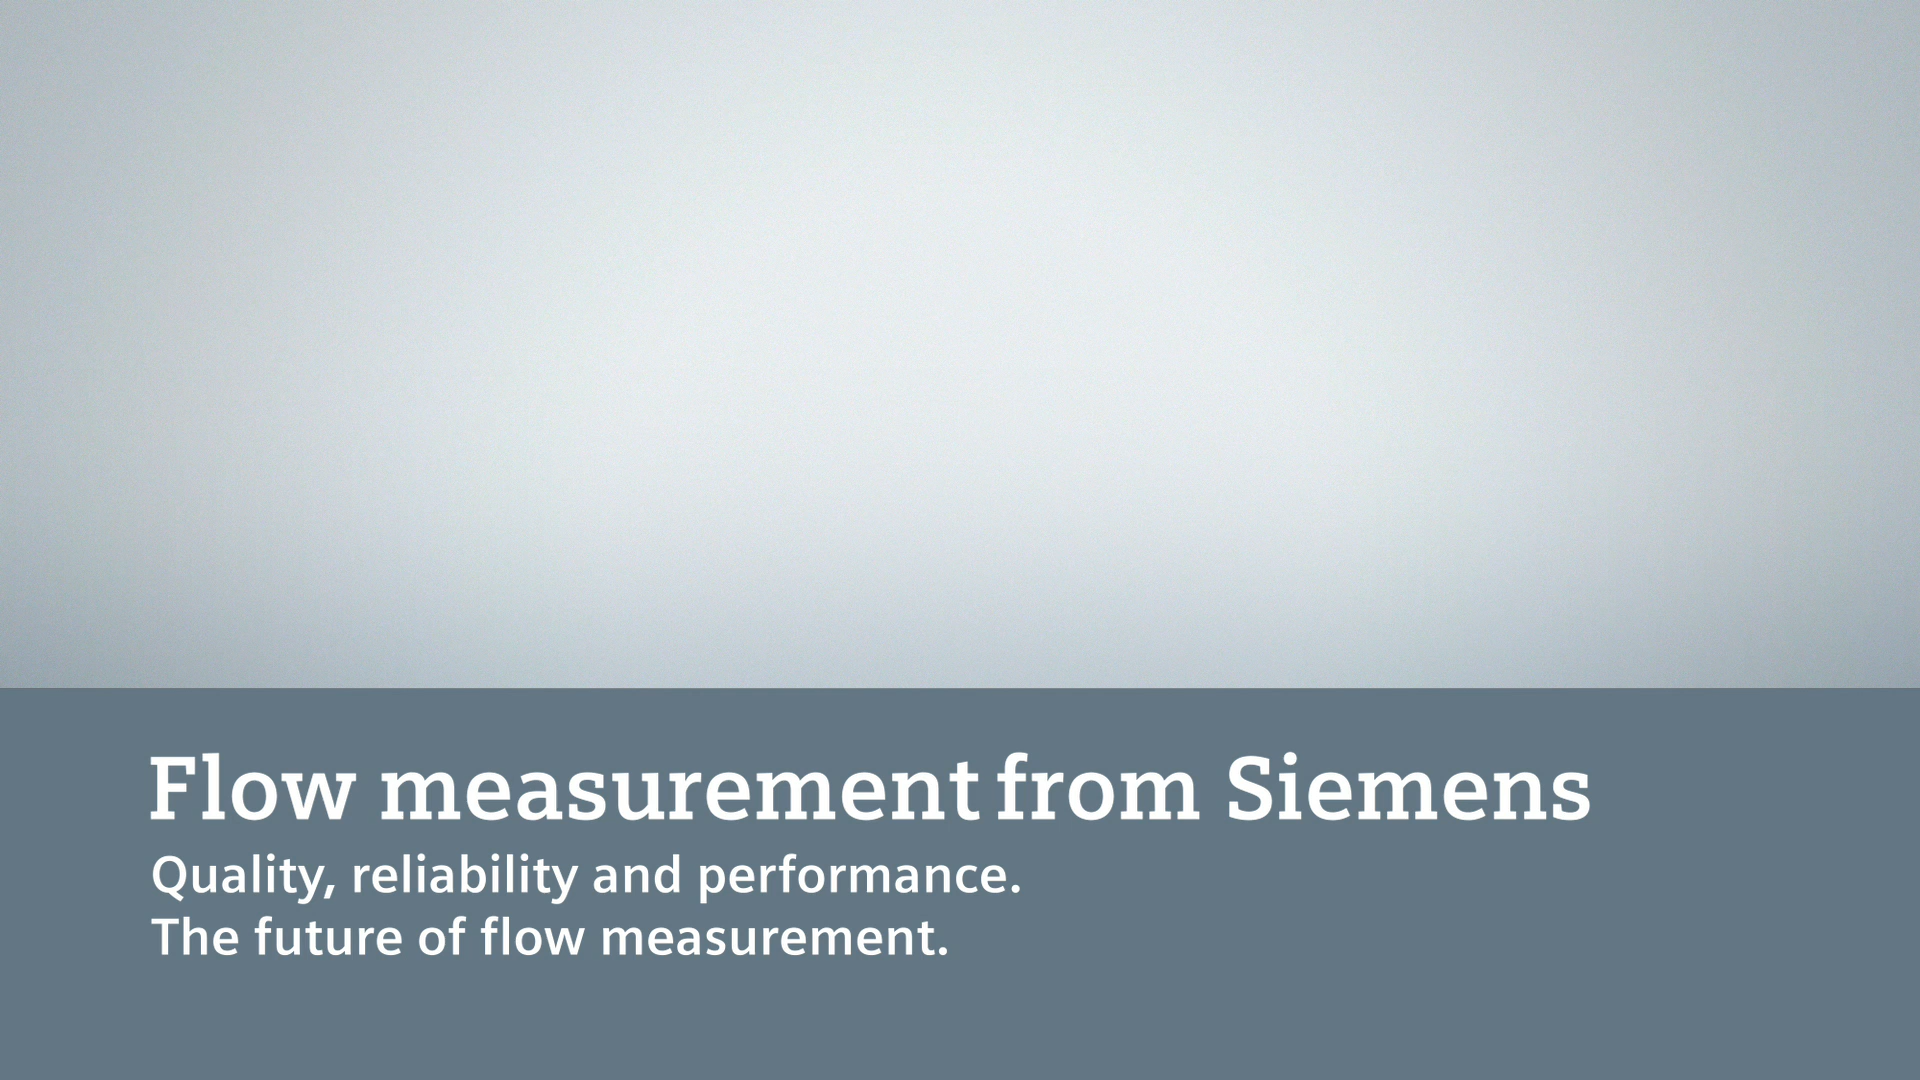 Flow measurement from Siemens
Quality, reliability and performance.
The future of flow measurement.